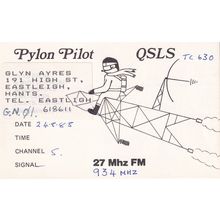 Pylon Pilot QSLS
TC 630
GLYN AYRES
191 HIGH ST,
EASTLEIGH,
HANTS.
TEL. EASTLIGH
G.N.01. 618611
DATE 24.5.85
TIME
CHANNEL 5.
SIGNAL
27 Mhz FM
934 MHZ